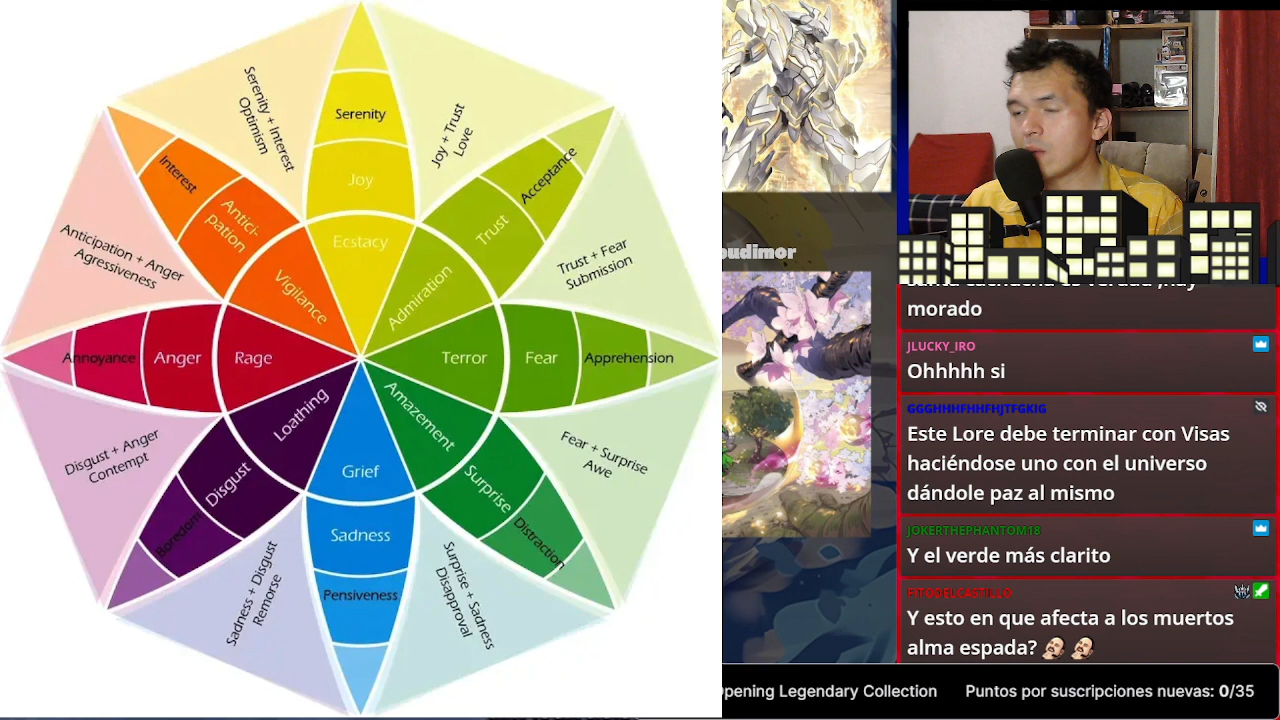 Serenity
Joy
Ecstacy
Serenity + Interest
Optimism
Joy + Trust
Love
Interest
Antici-
pation
Vigilance
Acceptance
Trust
Admiration
Anticipation + Anger
Agressiveness
Trust + Fear
Submission
Annoyance
Anger
Rage
Terror
Fear
Apprehension
Loathing
Disgust
Boredom
Amazement
Surprise
Distraction
Disgust + Anger
Contempt
Fear + Surprise
Awe
Grief
Sadness
Pensiveness
Sadness + Disgust
Remorse
Surprise + Sadness
Disapproval
oudimor
morado
JLUCKY_IRO
Ohhhhh si
GGGHHHFHHFHJTFGKIG
Este Lore debe terminar con Visas
haciéndose uno con el universo
dándole paz al mismo
JOKERTHEPHANTOM18
Y el verde más clarito
FITODELCASTILLO
Y esto en que afecta a los muertos
alma espada?
pening Legendary Collection
Puntos por suscripciones nuevas: 0/35